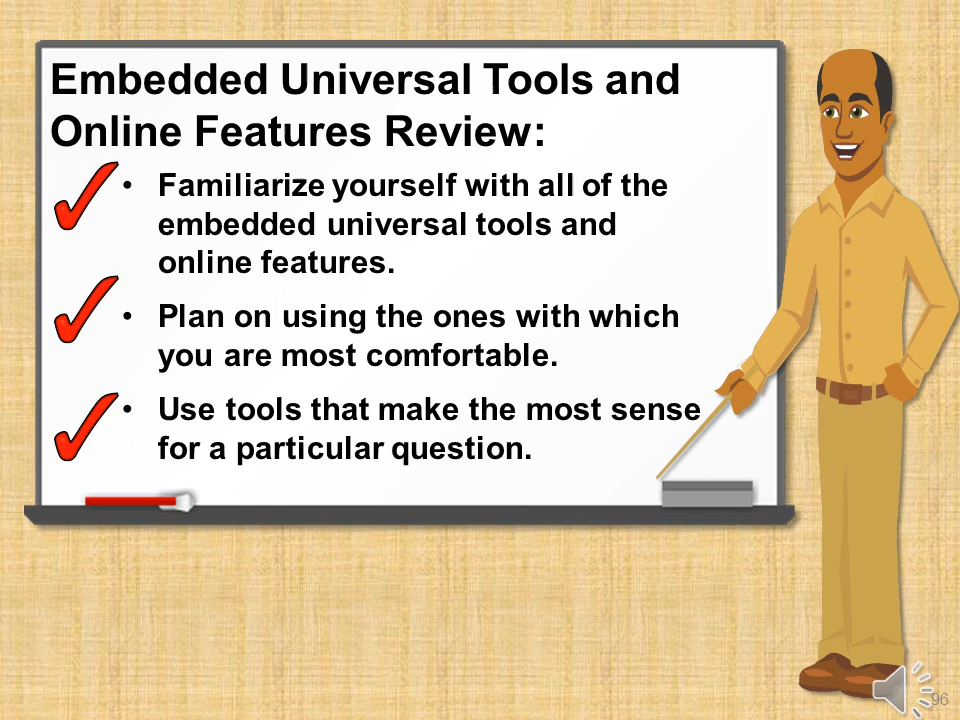 Embedded Universal Tools and
Online Features Review:
• Familiarize yourself with all of the
embedded universal tools and
online features.
• Plan on using the ones with which
you are most comfortable.
• Use tools that make the most sense
for a particular question.
96